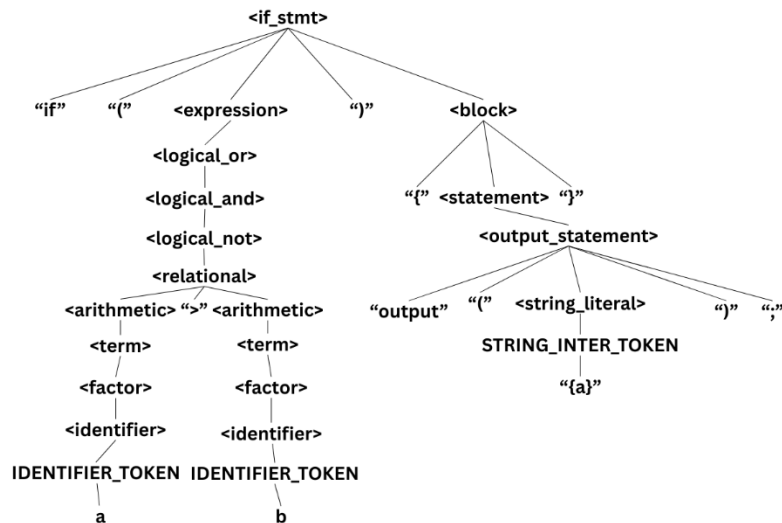 <if_stmt>
“if” “(” <expression> “)” <block>
<logical_or>
<logical_and> “{” <statement> “}”
<logical_not> <output_statement>
<relational>
<arithmetic> “>” <arithmetic> “output” “(” <string_literal> “)” “;”
<term> <term> STRING_INTER_TOKEN
<factor> <factor> “{a}”
<identifier> <identifier>
IDENTIFIER_TOKEN IDENTIFIER_TOKEN
a b